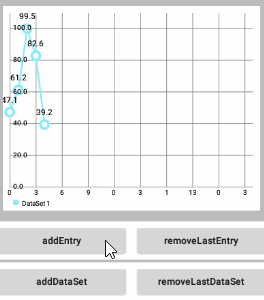 99.5
100.0
82.6
80.0
61.2
60.0
47.1
40.0
39.2
20.0
0.0
0 3 6 9 0 3 1 13 0 3
DataSet 1
addEntry removeLastEntry
addDataSet removeLastDataSet